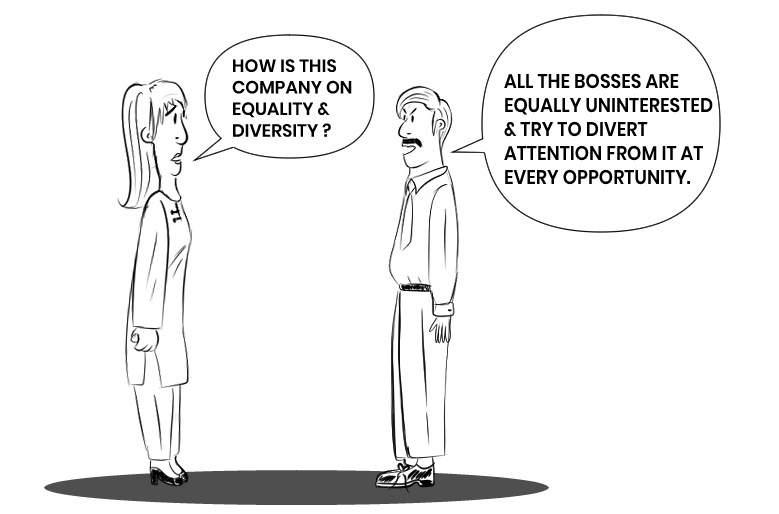 HOW IS THIS
COMPANY ON
EQUALITY &
DIVERSITY ?
ALL THE BOSSES ARE
EQUALLY UNINTERESTED
& TRY TO DIVERT
ATTENTION FROM IT AT
EVERY OPPORTUNITY.